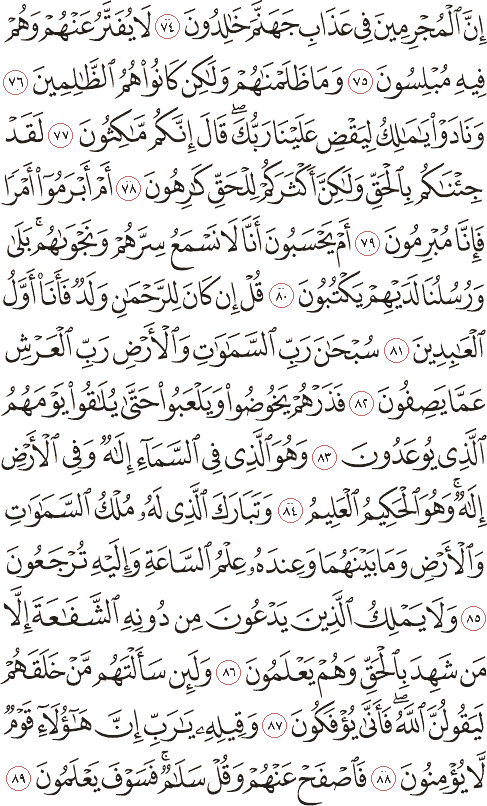 إِنَّ ٱلْمُجْرِمِينَ فِى عَذَابِ جَهَنَّمَ خَٰلِدُونَ ٧٤ لَا يُفَتَّرُ عَنْهُمْ وَهُمْ
فِيهِ مُبْلِسُونَ ٧٥ وَمَا ظَلَمْنَٰهُمْ وَلَٰكِن كَانُوا۟ هُمُ ٱلظَّٰلِمِينَ ٧٦
وَنَادَوْا۟ يَٰمَٰلِكُ لِيَقْضِ عَلَيْنَا رَبُّكَ ۖ قَالَ إِنَّكُم مَّٰكِثُونَ ٧٧ لَقَدْ
جِئْنَٰكُم بِٱلْحَقِّ وَلَٰكِنَّ أَكْثَرَكُمْ لِلْحَقِّ كَٰرِهُونَ ٧٨ أَمْ أَبْرَمُوٓا۟ أَمْرًا
فَإِنَّا مُبْرِمُونَ ٧٩ أَمْ يَحْسَبُونَ أَنَّا لَا نَسْمَعُ سِرَّهُمْ وَنَجْوَىٰهُم ۚ بَلَىٰ
وَرُسُلُنَا لَدَيْهِمْ يَكْتُبُونَ ٨٠ قُلْ إِن كَانَ لِلرَّحْمَٰنِ وَلَدٌ فَأَنَا۠ أَوَّلُ
ٱلْعَٰبِدِينَ ٨١ سُبْحَٰنَ رَبِّ ٱلسَّمَٰوَٰتِ وَٱلْأَرْضِ رَبِّ ٱلْعَرْشِ
عَمَّا يَصِفُونَ ٨٢ فَذَرْهُمْ يَخُوضُوا۟ وَيَلْعَبُوا۟ حَتَّىٰ يُلَٰقُوا۟ يَوْمَهُمُ
ٱلَّذِى يُوعَدُونَ ٨٣ وَهُوَ ٱلَّذِى فِى ٱلسَّمَآءِ إِلَٰهٌ وَفِى ٱلْأَرْضِ
إِلَٰهٌ ۚ وَهُوَ ٱلْحَكِيمُ ٱلْعَلِيمُ ٨٤ وَتَبَارَكَ ٱلَّذِى لَهُۥ مُلْكُ ٱلسَّمَٰوَٰتِ
وَٱلْأَرْضِ وَمَا بَيْنَهُمَا وَعِندَهُۥ عِلْمُ ٱلسَّاعَةِ وَإِلَيْهِ تُرْجَعُونَ
٨٥ وَلَا يَمْلِكُ ٱلَّذِينَ يَدْعُونَ مِن دُونِهِ ٱلشَّفَٰعَةَ إِلَّا
مَن شَهِدَ بِٱلْحَقِّ وَهُمْ يَعْلَمُونَ ٨٦ وَلَئِن سَأَلْتَهُم مَّنْ خَلَقَهُمْ
لَيَقُولُنَّ ٱللَّهُ ۖ فَأَنَّىٰ يُؤْفَكُونَ ٨٧ وَقِيلِهِۦ يَٰرَبِّ إِنَّ هَٰٓؤُلَآءِ قَوْمٌ
لَّا يُؤْمِنُونَ ٨٨ فَٱصْفَحْ عَنْهُمْ وَقُلْ سَلَٰمٌ ۚ فَسَوْفَ يَعْلَمُونَ ٨٩